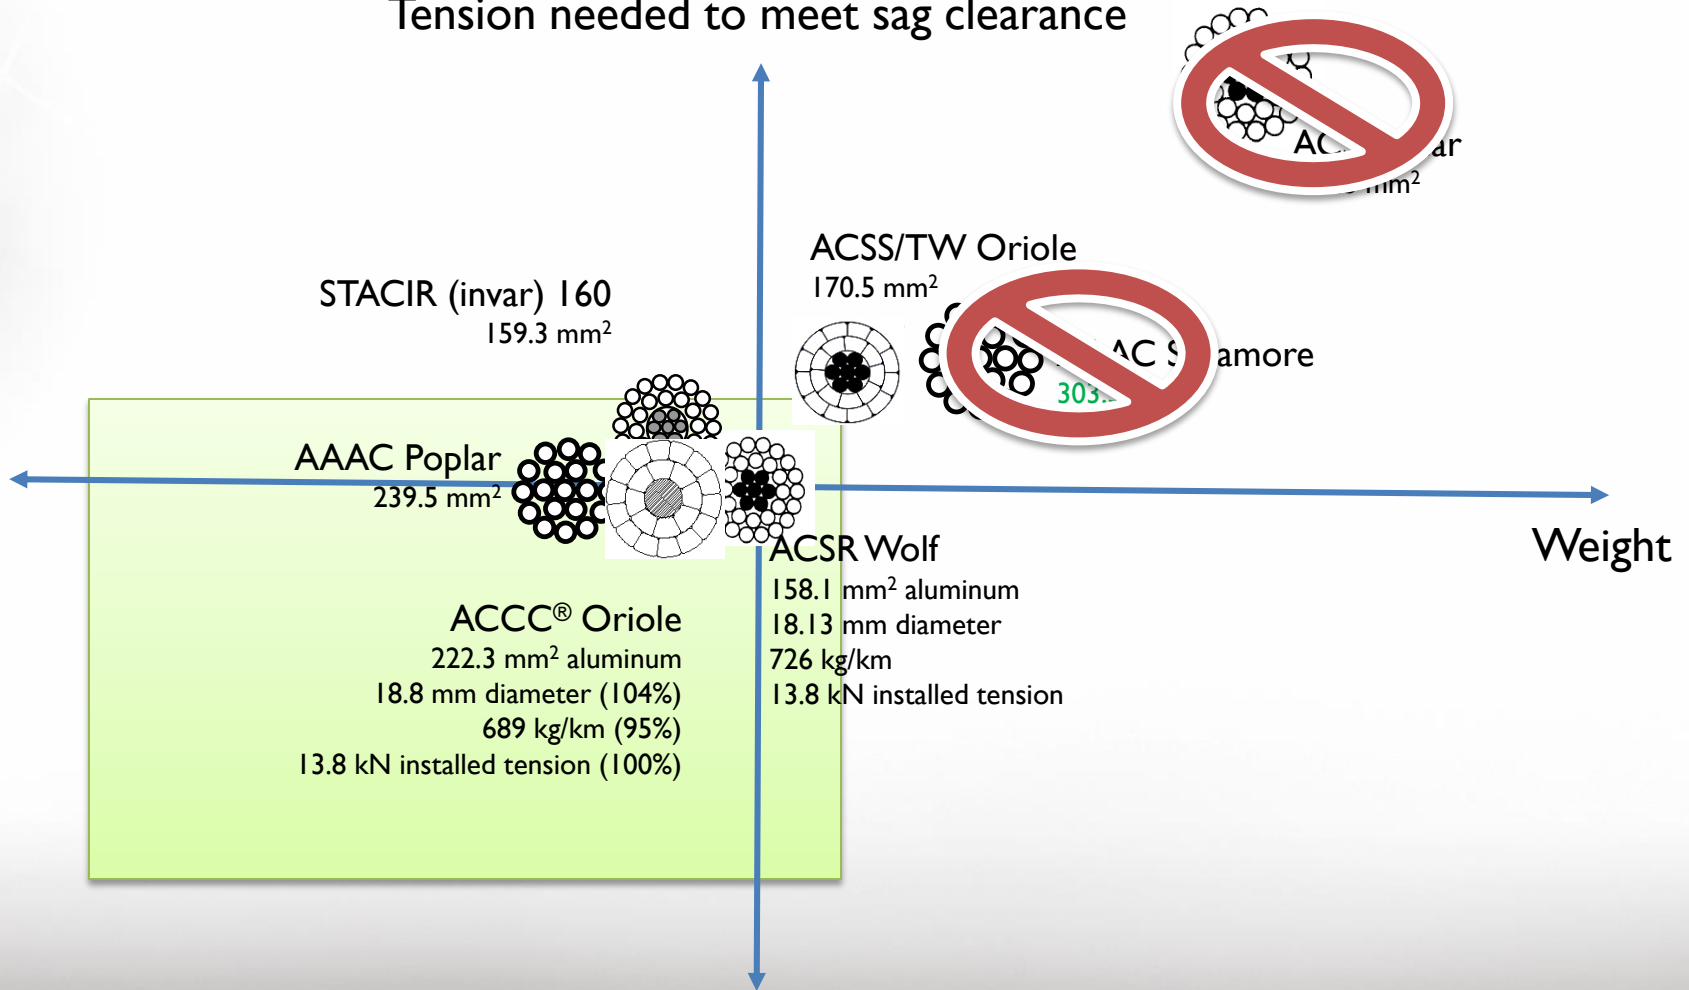 Tension needed to meet sag clearance
mm²
ACSS/TW Oriole
170.5 mm²
STACIR (invar) 160
159.3 mm²
AAAC Poplar
239.5 mm²
Weight
ACSR Wolf
158.1 mm² aluminum
18.13 mm diameter
726 kg/km
13.8 kN installed tension
ACCC® Oriole
222.3 mm² aluminum
18.8 mm diameter (104%)
689 kg/km (95%)
13.8 kN installed tension (100%)